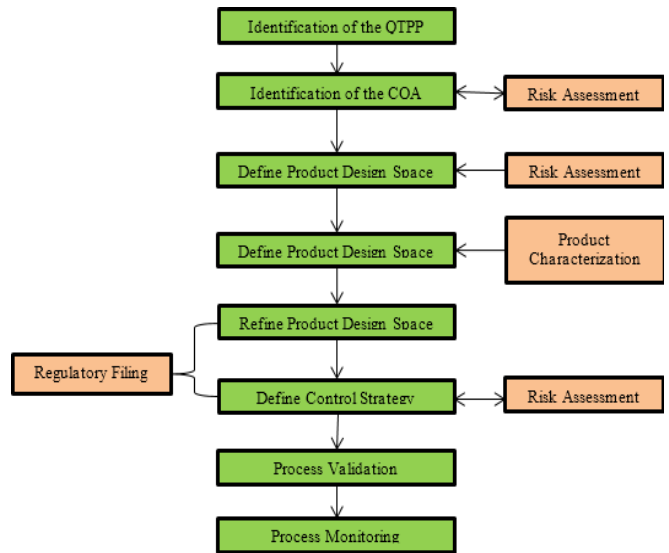 Identification of the QTPP
Identification of the COA
Risk Assessment
Define Product Design Space
Risk Assessment
Define Product Design Space
Product
Characterization
Refine Product Design Space
Regulatory Filing
Define Control Strategy
Risk Assessment
Process Validation
Process Monitoring